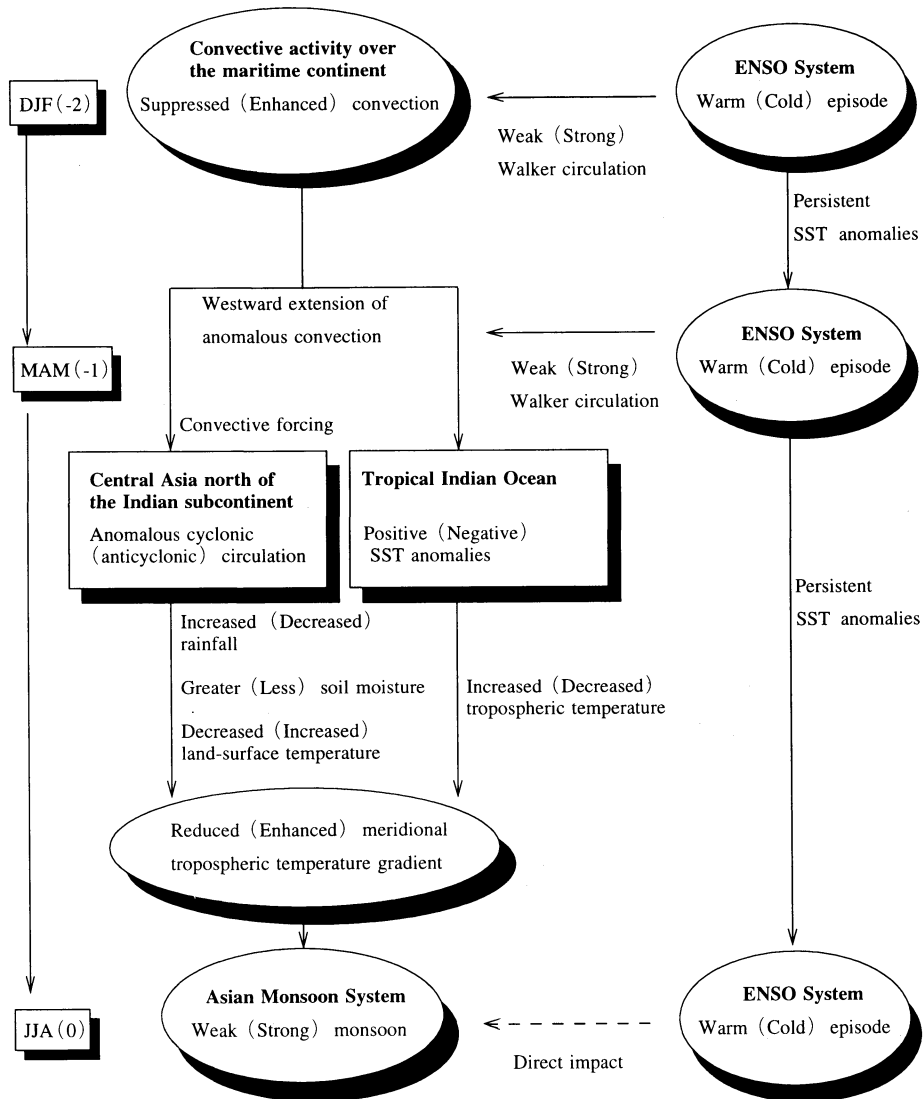 Convective activity over
the maritime continent
Suppressed (Enhanced) convection
ENSO System
Warm (Cold) episode
DJF(-2)
Weak (Strong)
Walker circulation
Persistent
SST anomalies
Westward extension of
anomalous convection
ENSO System
Warm (Cold) episode
MAM(-1)
Weak (Strong)
Walker circulation
Convective forcing
Central Asia north of
the Indian subcontinent
Anomalous cyclonic
(anticyclonic) circulation
Tropical Indian Ocean
Positive (Negative)
SST anomalies
Persistent
SST anomalies
Increased (Decreased)
rainfall
Greater (Less) soil moisture
Decreased (Increased)
land-surface temperature
Increased (Decreased)
tropospheric temperature
Reduced (Enhanced) meridional
tropospheric temperature gradient
Asian Monsoon System
Weak (Strong) monsoon
ENSO System
Warm (Cold) episode
JJA(0)
Direct impact